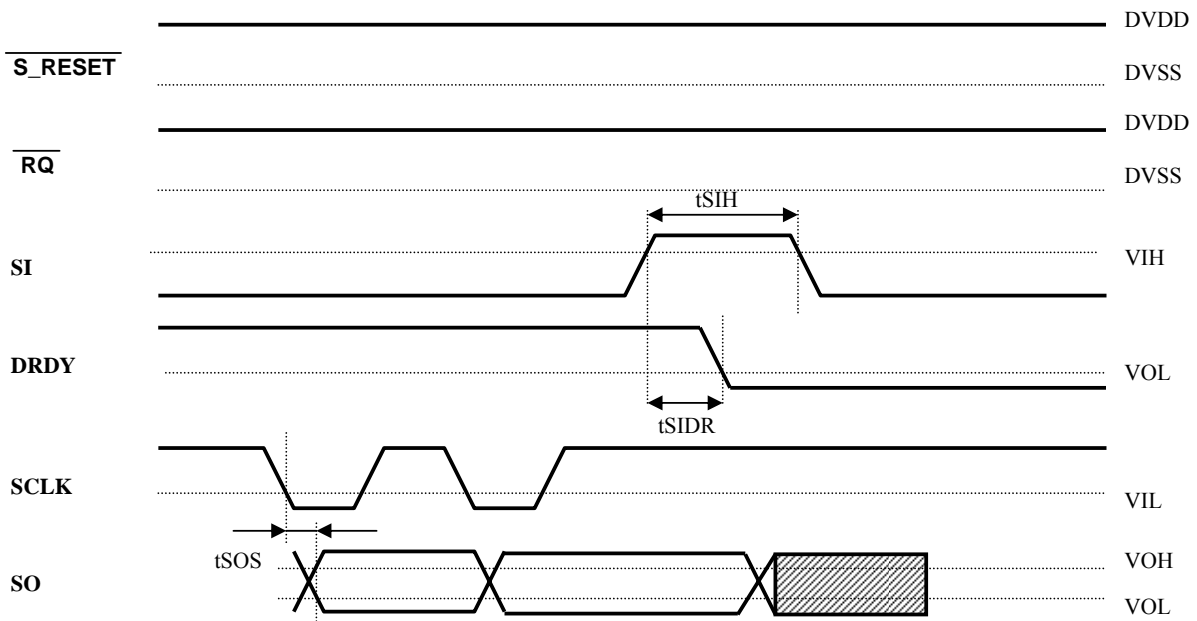 DVDD
S_RESET
DVSS
DVDD
RQ
DVSS
tSIH
SI
VIH
DRDY
VOL
tSIDR
SCLK
VIL
tSOS
VOH
SO
VOL